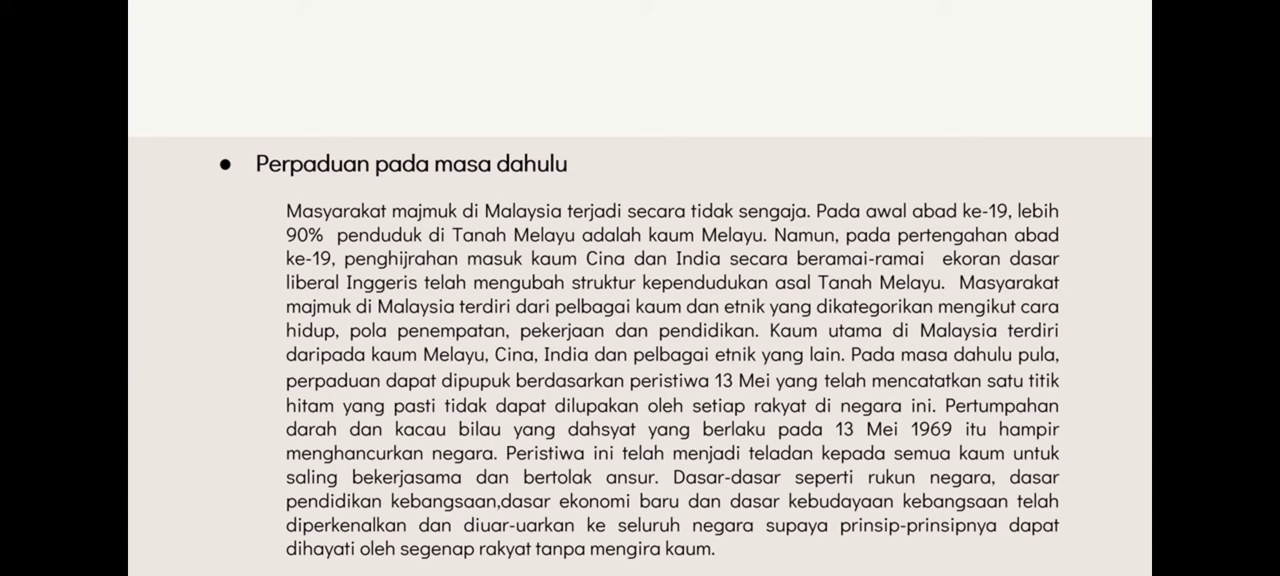 ● Perpaduan pada masa dahulu
Masyarakat majmuk di Malaysia terjadi secara tidak sengaja. Pada awal abad ke-19, lebih
90% penduduk di Tanah Melayu adalah kaum Melayu. Namun, pada pertengahan abad
ke-19, penghijrahan masuk kaum Cina dan India secara beramai-ramai ekoran dasar
liberal Inggeris telah mengubah struktur kependudukan asal Tanah Melayu. Masyarakat
majmuk di Malaysia terdiri dari pelbagai kaum dan etnik yang dikategorikan mengikut cara
hidup, pola penempatan, pekerjaan dan pendidikan. Kaum utama di Malaysia terdiri
daripada kaum Melayu, Cina, India dan pelbagai etnik yang lain. Pada masa dahulu pula,
perpaduan dapat dipupuk berdasarkan peristiwa 13 Mei yang telah mencatatkan satu titik
hitam yang pasti tidak dapat dilupakan oleh setiap rakyat di negara ini. Pertumpahan
darah dan kacau bilau yang dahsyat yang berlaku pada 13 Mei 1969 itu hampir
menghancurkan negara. Peristiwa ini telah menjadi teladan kepada semua kaum untuk
saling bekerjasama dan bertolak ansur. Dasar-dasar seperti rukun negara, dasar
pendidikan kebangsaan,dasar ekonomi baru dan dasar kebudayaan kebangsaan telah
diperkenalkan dan diuar-uarkan ke seluruh negara supaya prinsip-prinsipnya dapat
dihayati oleh segenap rakyat tanpa mengira kaum.